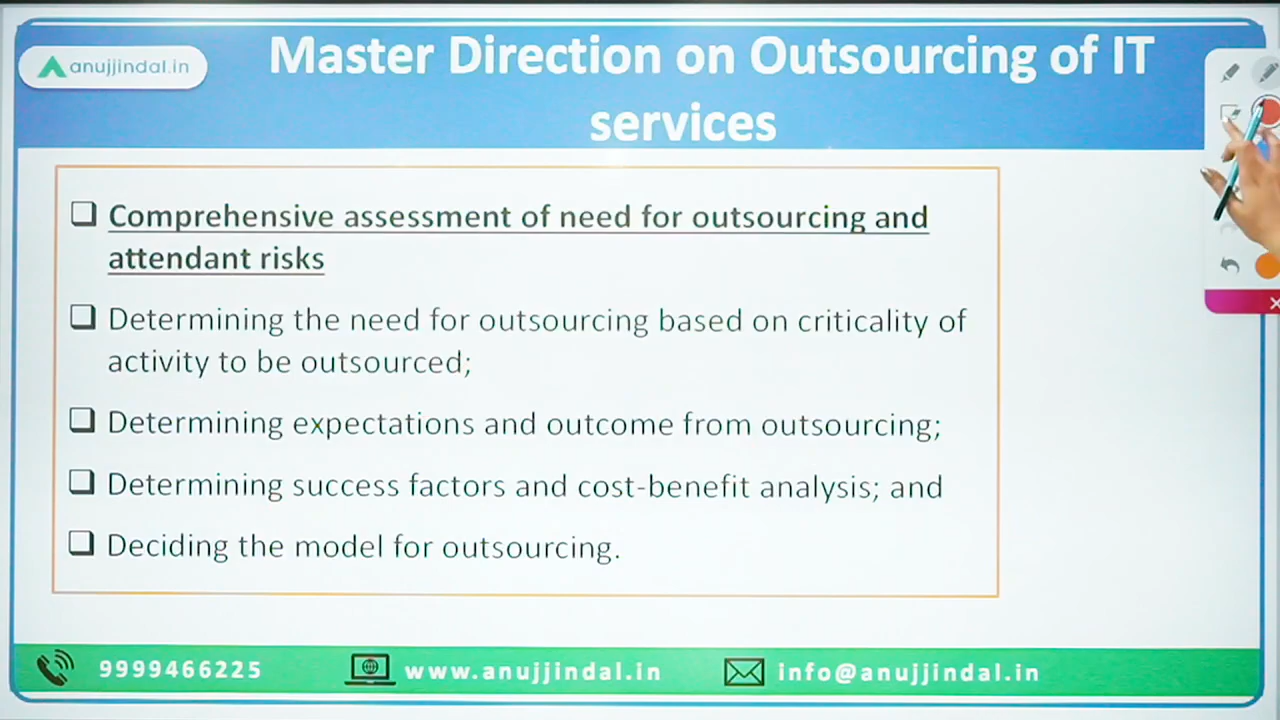 anujjindal.in
Master Direction on Outsourcing of IT
services
Comprehensive assessment of need for outsourcing and
attendant risks
Determining the need for outsourcing based on criticality of
activity to be outsourced;
Determining expectations and outcome from outsourcing;
Determining success factors and cost-benefit analysis; and
Deciding the model for outsourcing.
9999466225
www.anujjindal.in
info@anujjindal.in